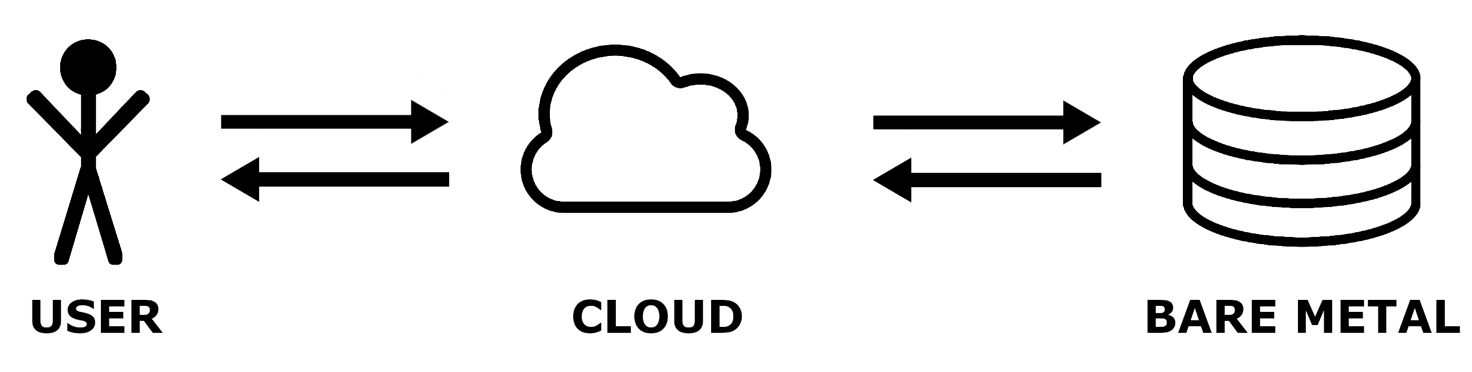 USER
CLOUD
BARE METAL